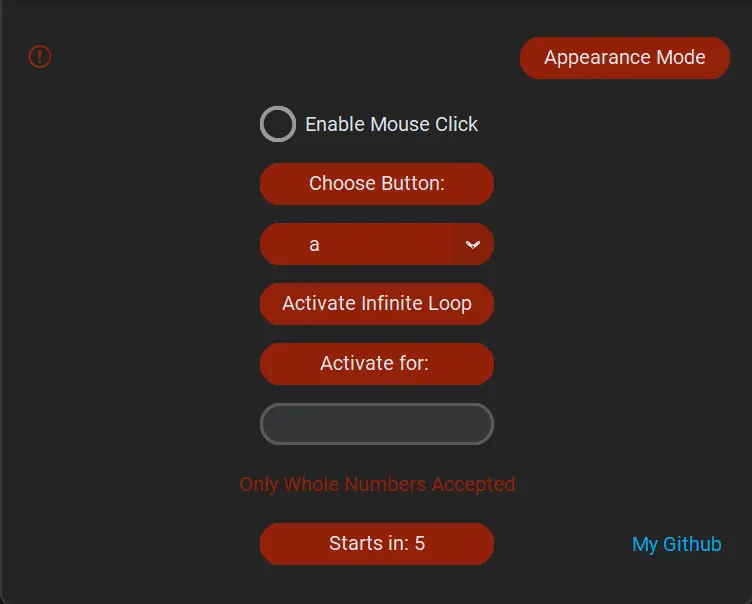 Appearance Mode
Enable Mouse Click
Choose Button:
a
Activate Infinite Loop
Activate for:
Only Whole Numbers Accepted
Starts in: 5
My Github